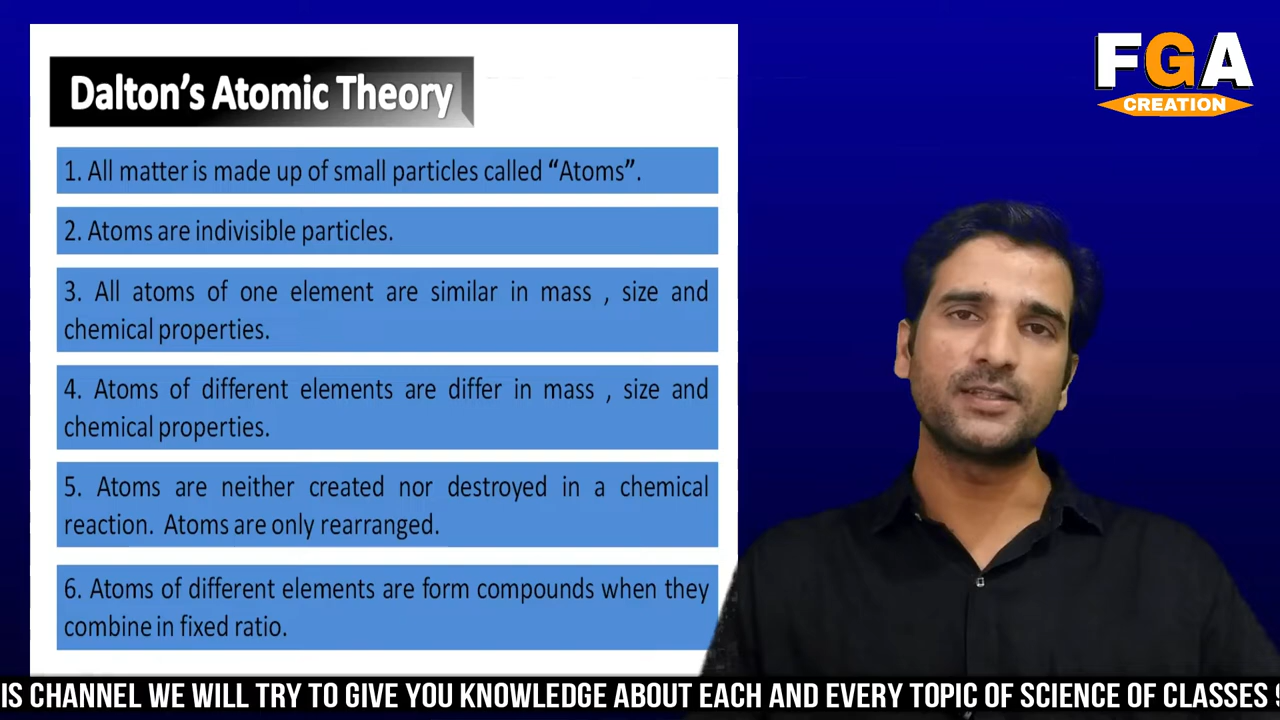 FGA
CREATION
Dalton's Atomic Theory
1. All matter is made up of small particles called “Atoms”.
2. Atoms are indivisible particles.
3. All atoms of one element are similar in mass , size and
chemical properties.
4. Atoms of different elements are differ in mass , size and
chemical properties.
5. Atoms are neither created nor destroyed in a chemical
reaction. Atoms are only rearranged.
6. Atoms of different elements are form compounds when they
combine in fixed ratio.
IS CHANNEL WE WILL TRY TO GIVE YOU KNOWLEDGE ABOUT EACH AND EVERY TOPIC OF SCIENCE OF CLASSES